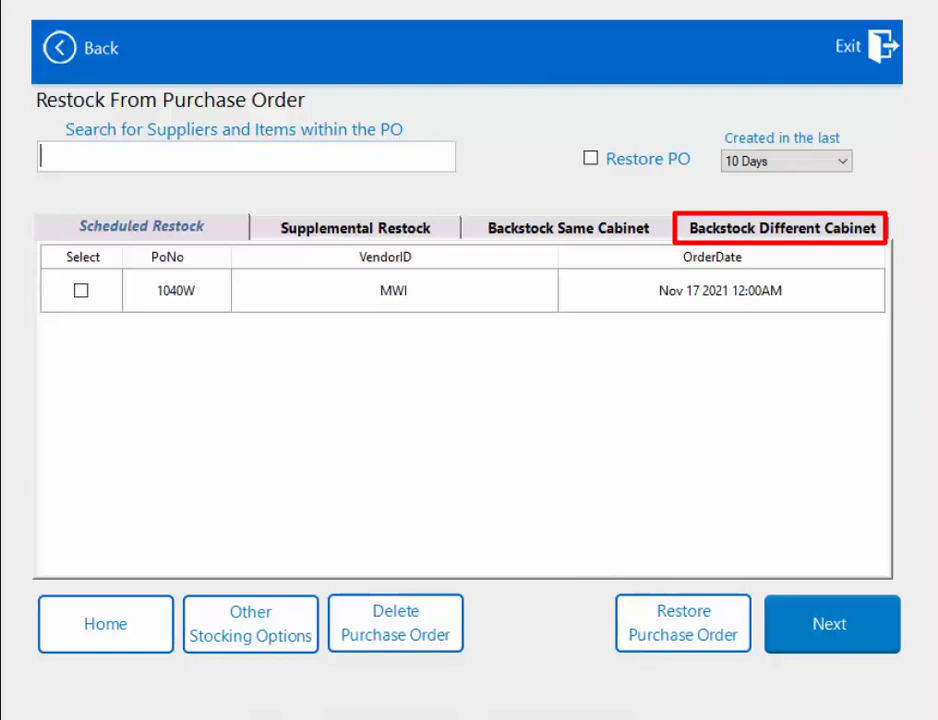 Back
Exit
Restock From Purchase Order
Search for Suppliers and Items within the PO
Restore PO
Created in the last
10 Days
Scheduled Restock
Supplemental Restock
Backstock Same Cabinet
Backstock Different Cabinet
Select
PoNo
VendorID
OrderDate
1040W
MWI
Nov 17 2021 12:00AM
Home
Other
Stocking Options
Delete
Purchase Order
Restore
Purchase Order
Next